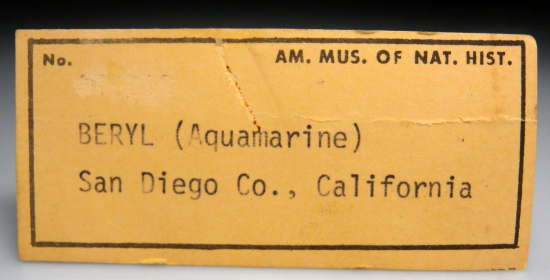 No. AM. MUS. OF NAT. HIST.
BERYL (Aquamarine)
San Diego Co., California